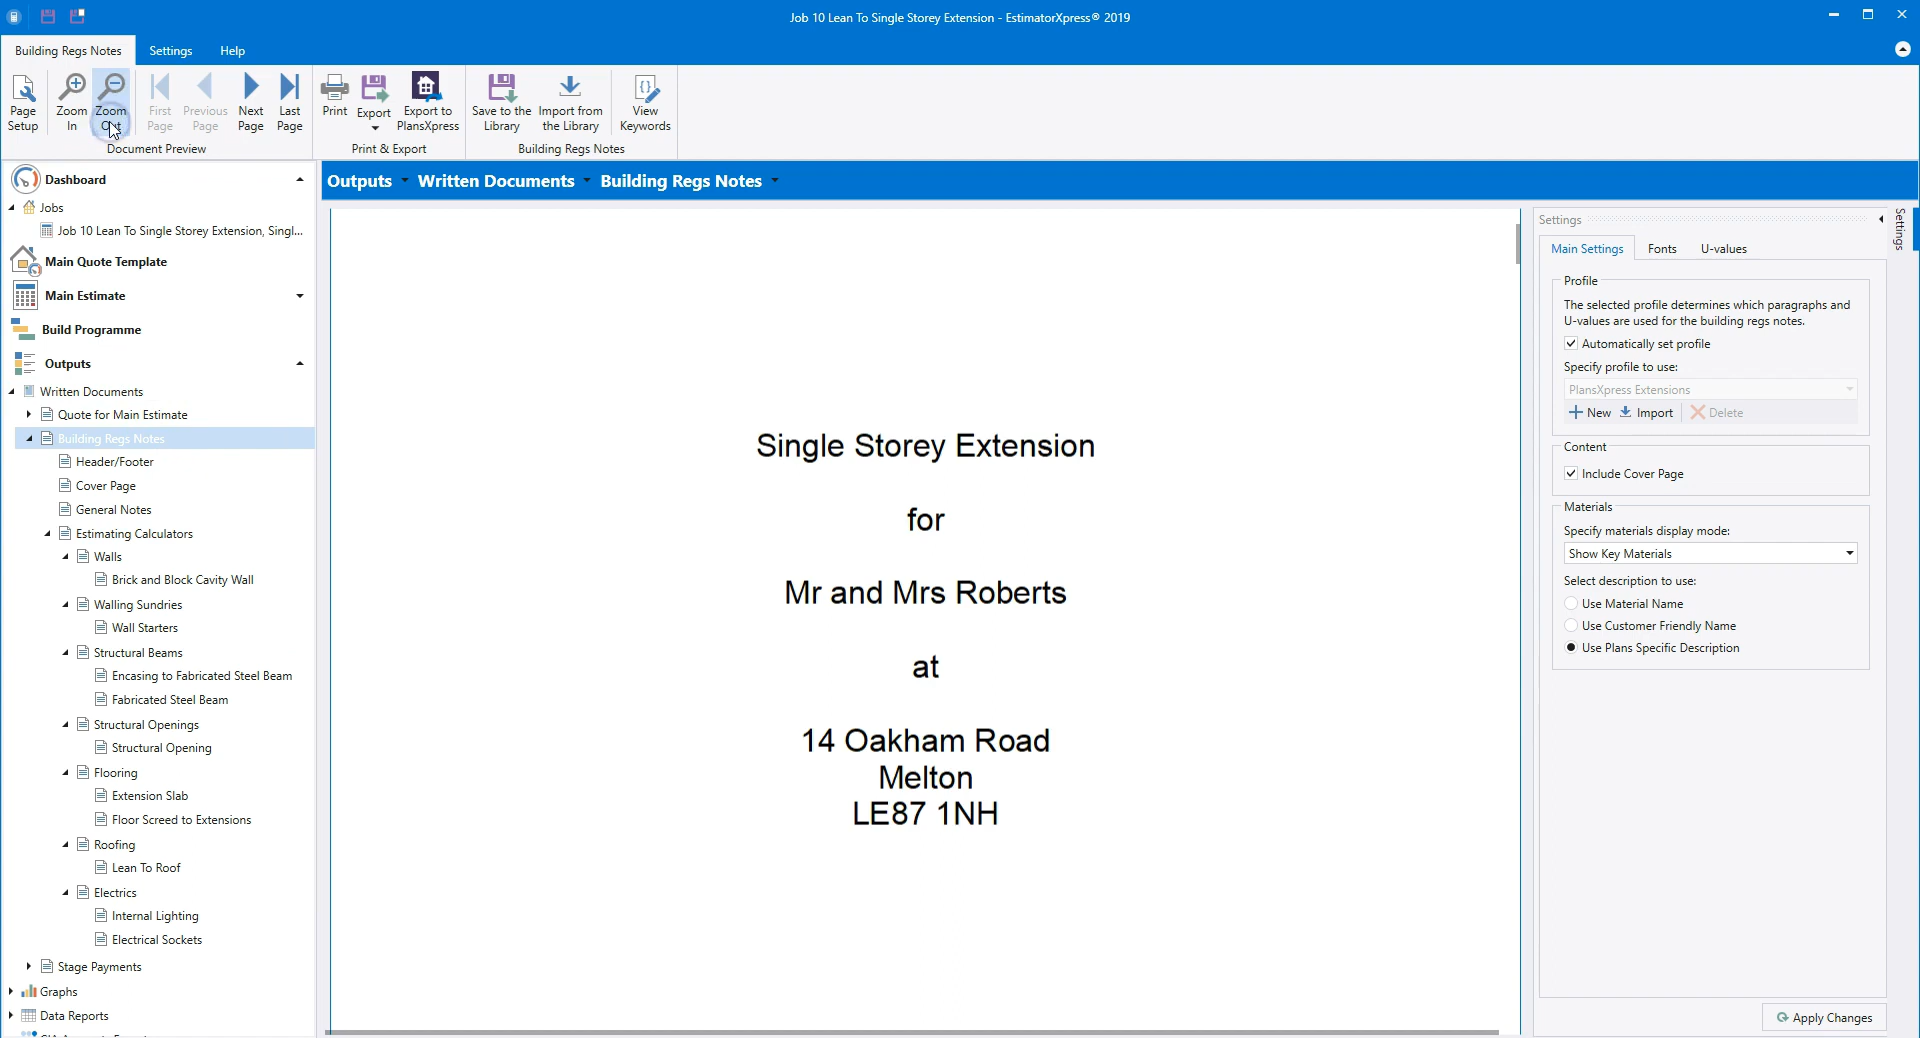 Job 10 Lean To Single Storey Extension - EstimatorXpress® 2019
Building Regs Notes
Settings
Help
Page Setup
Zoom In
Zoom Out
First Page
Previous Page
Next Page
Last Page
Document Preview
Print
Export
Export to PlansXpress
Print & Export
Save to the Library
Import from the Library
View Keywords
Building Regs Notes
Dashboard
Jobs
Job 10 Lean To Single Storey Extension, Singl...
Main Quote Template
Main Estimate
Build Programme
Outputs
Written Documents
Quote for Main Estimate
Building Regs Notes
Header/Footer
Cover Page
General Notes
Estimating Calculators
Walls
Brick and Block Cavity Wall
Walling Sundries
Wall Starters
Structural Beams
Encasing to Fabricated Steel Beam
Fabricated Steel Beam
Structural Openings
Structural Opening
Flooring
Extension Slab
Floor Screed to Extensions
Roofing
Lean To Roof
Electrics
Internal Lighting
Electrical Sockets
Stage Payments
Graphs
Data Reports
Outputs Written Documents Building Regs Notes
Single Storey Extension
for
Mr and Mrs Roberts
at
14 Oakham Road
Melton
LE87 1NH
Settings
Settings
Main Settings Fonts U-values
Profile
The selected profile determines which paragraphs and
U-values are used for the building regs notes.
Automatically set profile
Specify profile to use:
PlansXpress Extensions
New Import Delete
Content
Include Cover Page
Materials
Specify materials display mode:
Show Key Materials
Select description to use:
Use Material Name
Use Customer Friendly Name
Use Plans Specific Description
Apply Changes